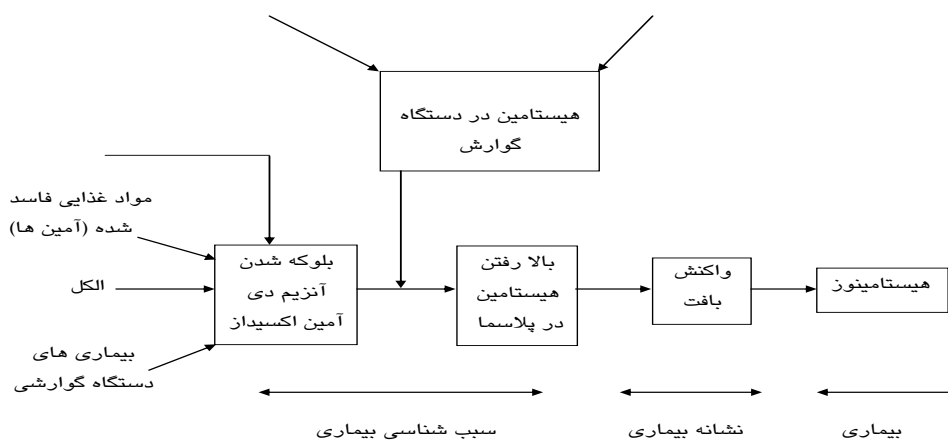 هیستامین در دستگاه
گوارش
مواد غذایی فاسد
شده (آمین ها)
الکل
بیماری های
دستگاه گوارشی
بلوکه شدن
آنزیم دی
آمین اکسیداز
بالا رفتن
هیستامین
در پلاسما
واکنش
بافت
هیستامینوز
سبب شناسی بیماری
نشانه بیماری
بیماری